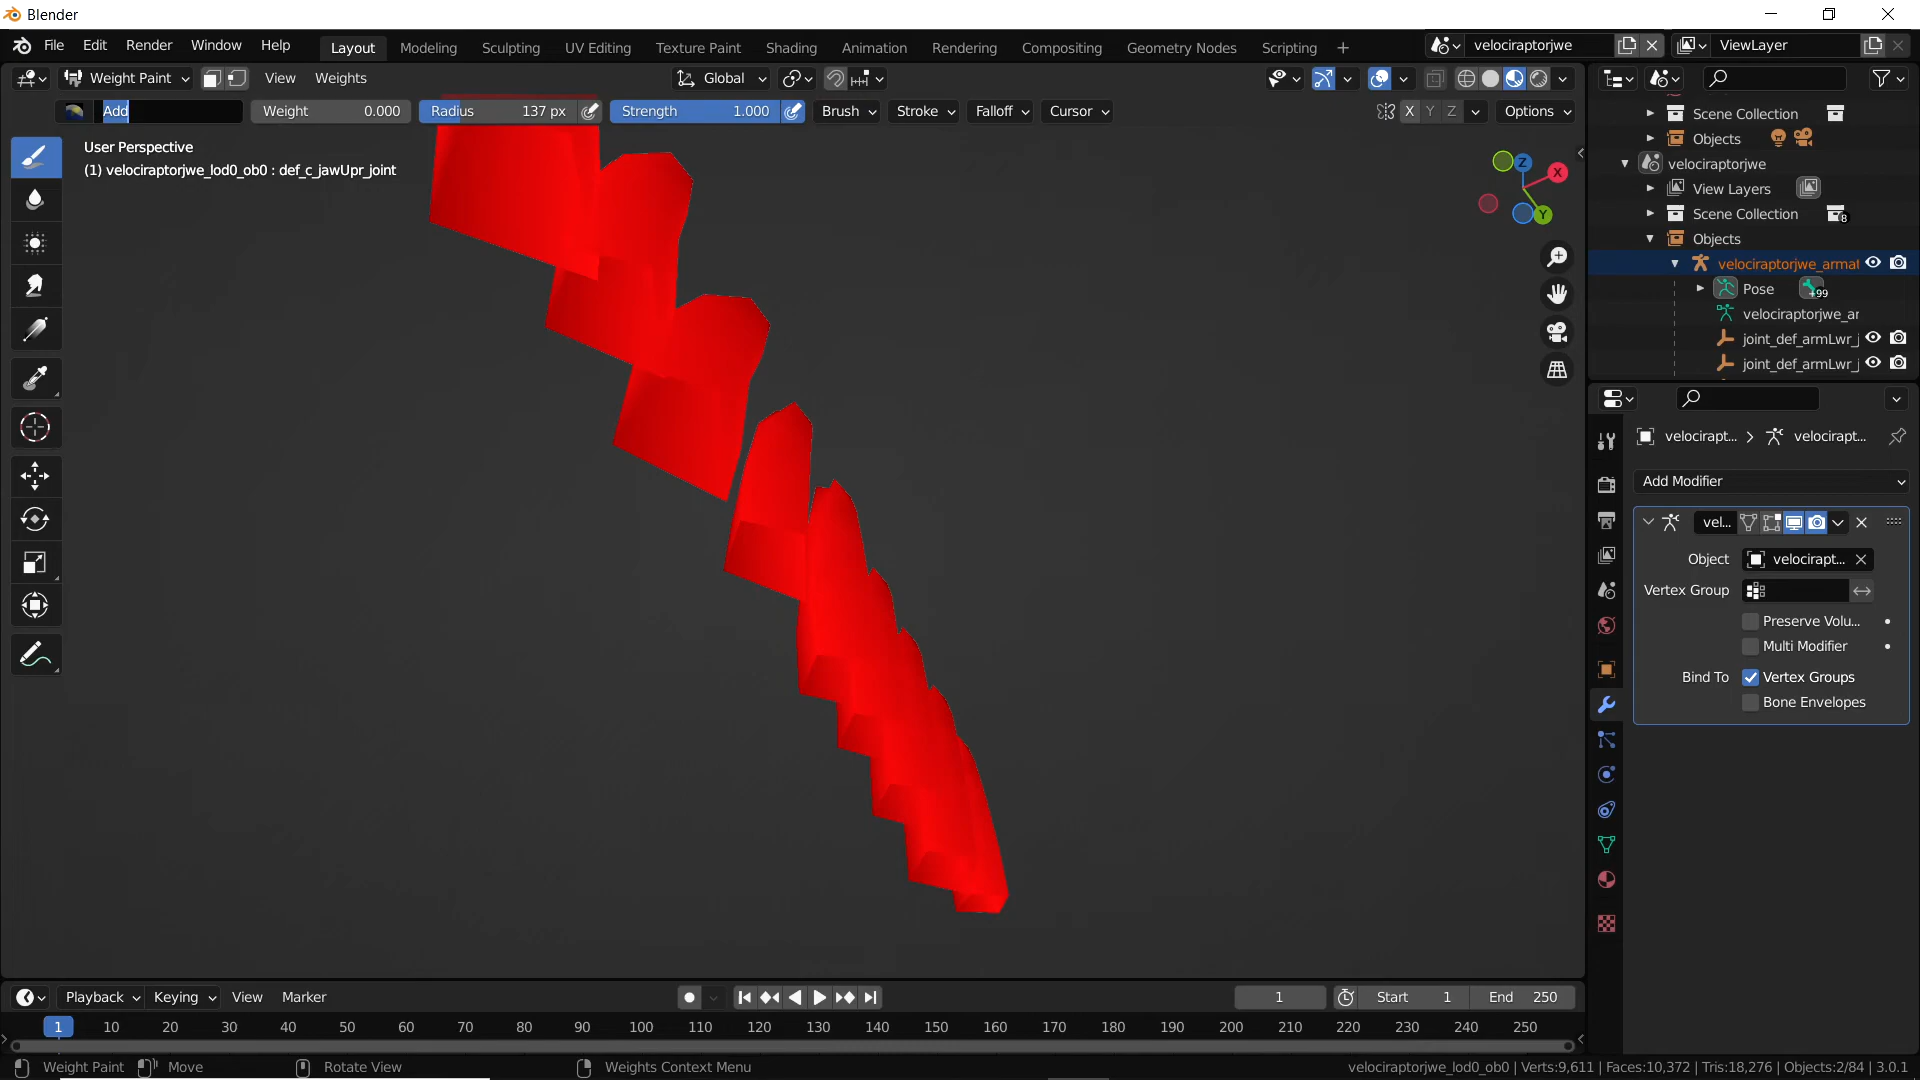 Blender
File Edit Render Window Help Layout Modeling Sculpting UV Editing Texture Paint Shading Animation Rendering Compositing Geometry Nodes Scripting + velociraptorjwe ViewLayer
Weight Paint View Weights Global
Add Weight 0.000 Radius 137 px Strength 1.000 Brush Stroke Falloff Cursor X Y Z Options
User Perspective
(1) velociraptorjwe_lod0_ob0 : def_c_jawUpr_joint
Z X Y
Scene Collection
Objects
velociraptorjwe
View Layers
Scene Collection 8
Objects
velociraptorjwe_armat
Pose +99
velociraptorjwe_ar
joint_def_armLwr_j
joint_def_armLwr_j
velocirapt... > velocirapt...
Add Modifier
vel...
Object velocirapt...
Vertex Group
Preserve Volu...
Multi Modifier
Bind To Vertex Groups
Bone Envelopes
Playback Keying View Marker 1 Start 1 End 250
1 10 20 30 40 50 60 70 80 90 100 110 120 130 140 150 160 170 180 190 200 210 220 230 240 250
Weight Paint Move Rotate View Weights Context Menu velociraptorjwe_lod0_ob0 | Verts:9,611 | Faces:10,372 | Tris:18,276 | Objects:2/84 | 3.0.1